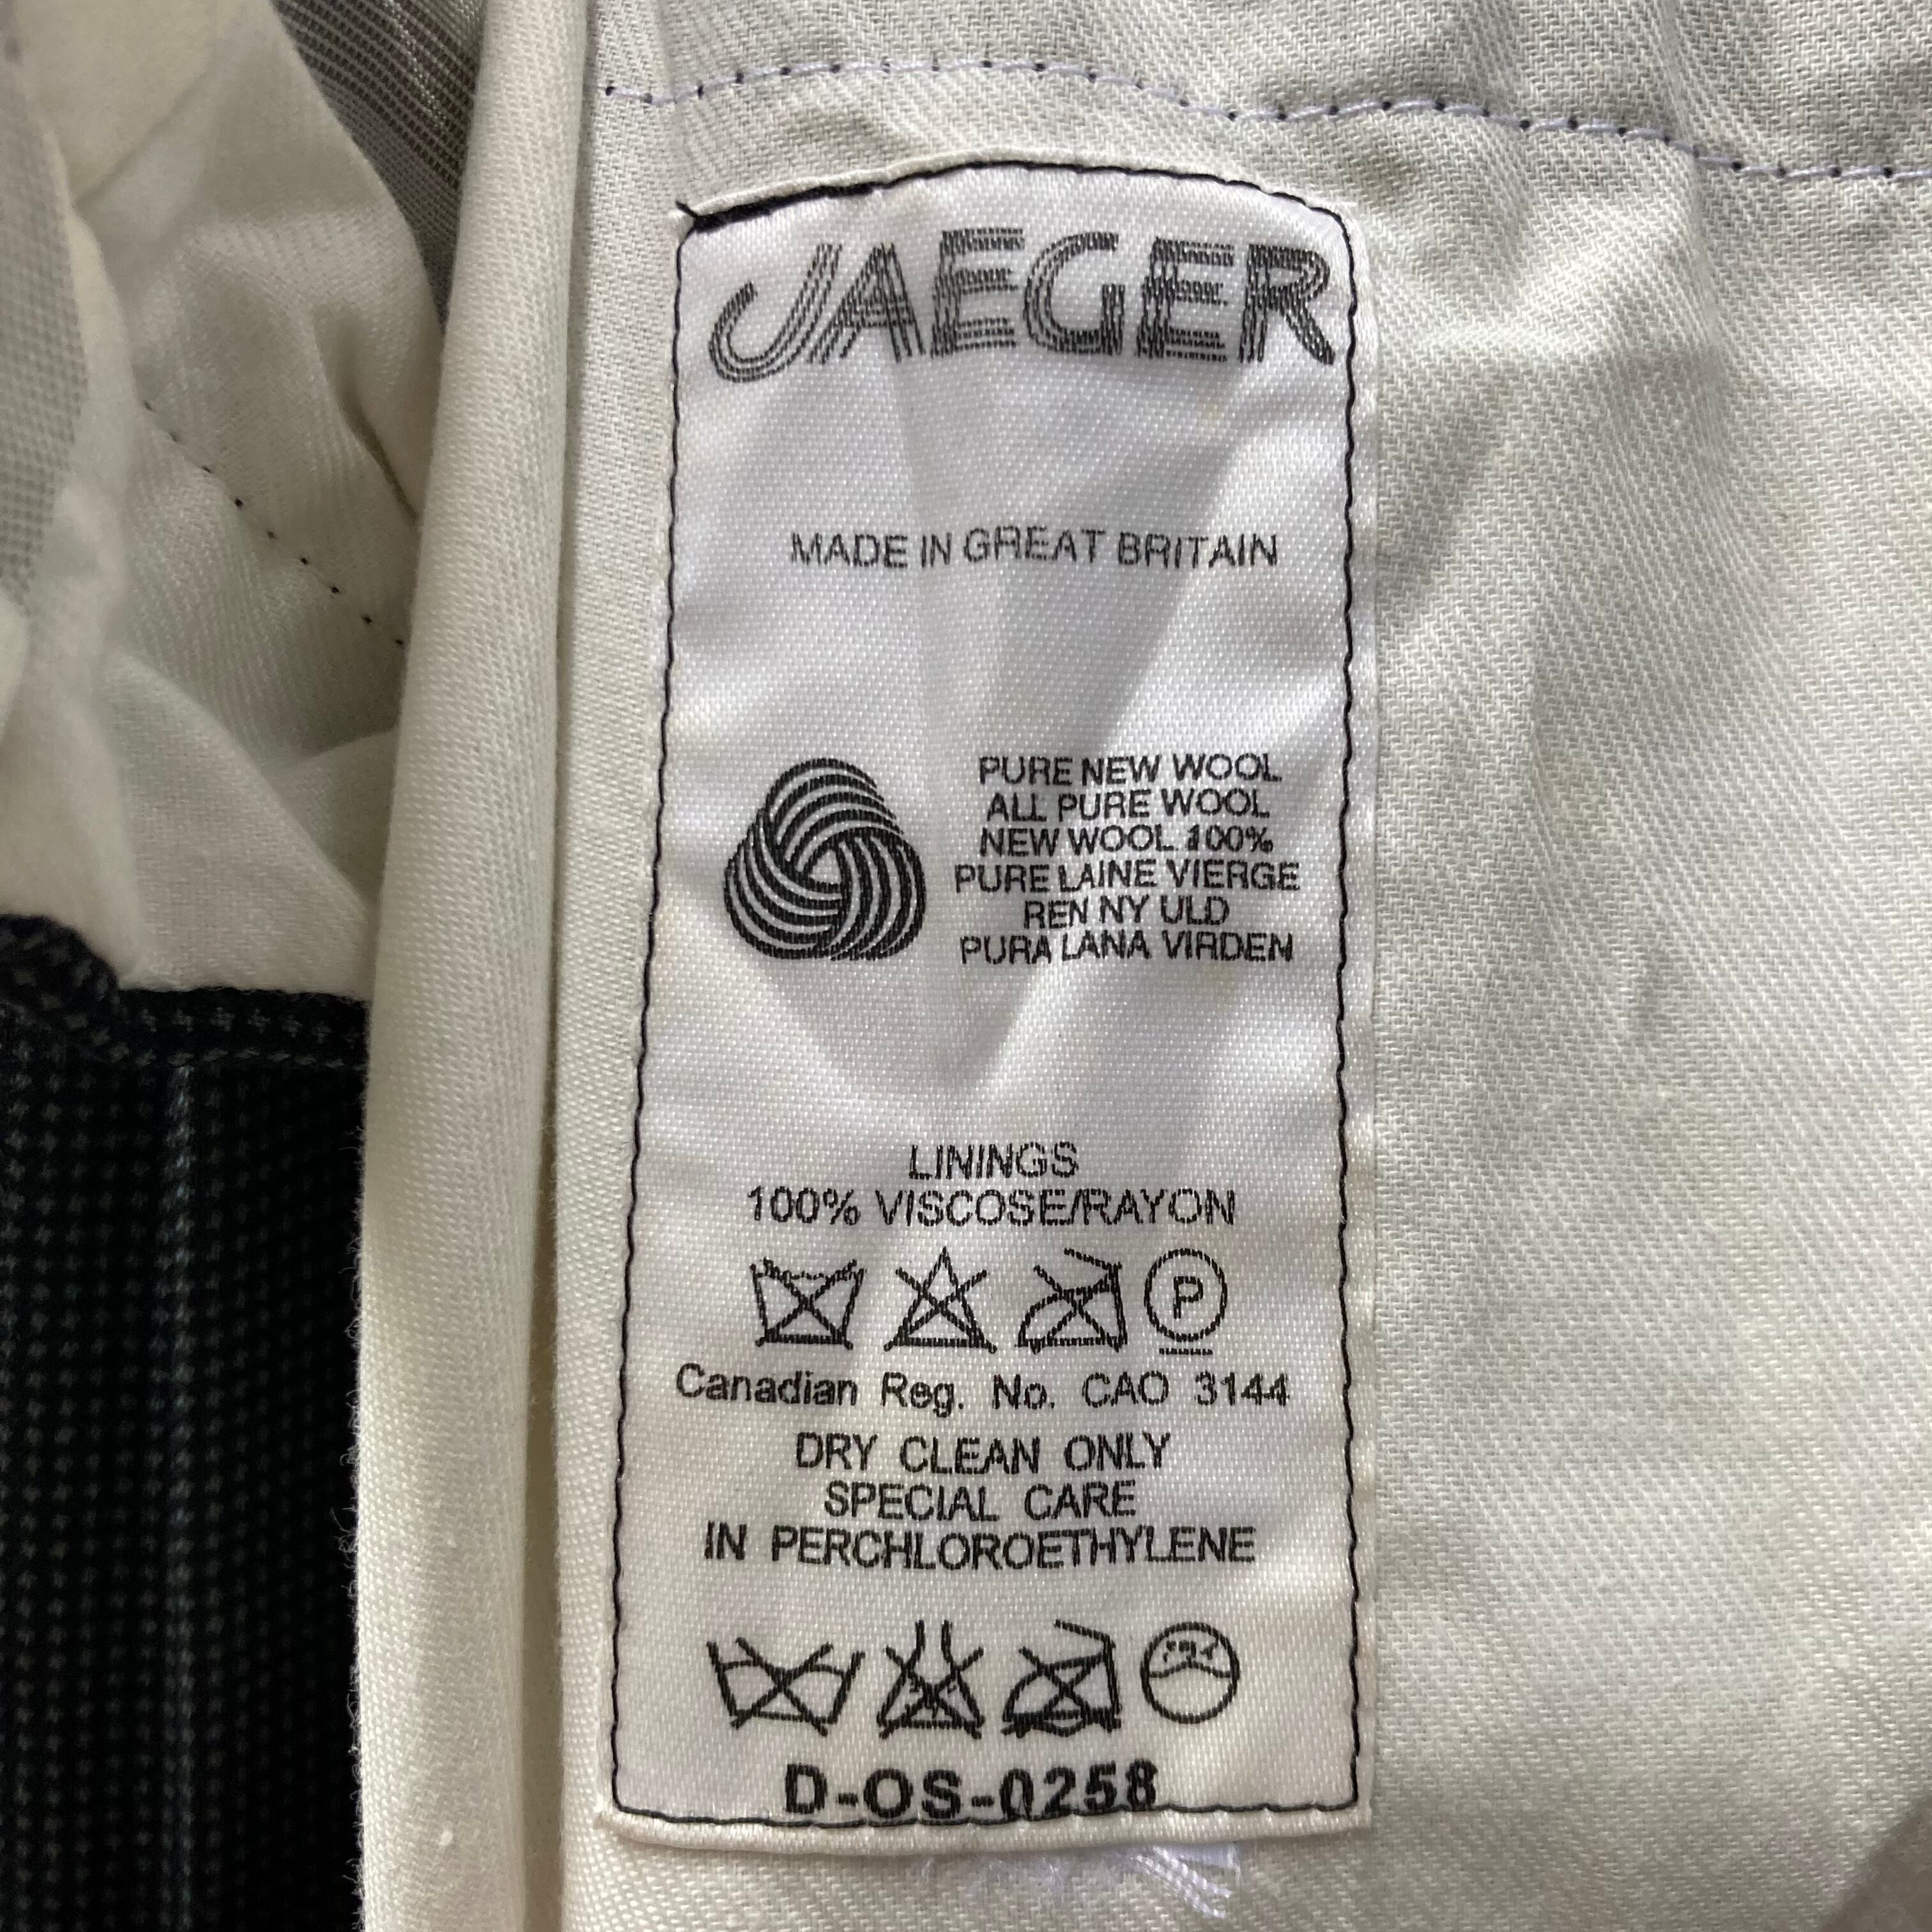 JAEGER
MADE IN GREAT BRITAIN
PURE NEW WOOL
ALL PURE WOOL
NEW WOOL 100%
PURE LAINE VIERGE
REN NY ULD
PURA LANA VIRDEN
LININGS
100% VISCOSE/RAYON
P
Canadian Reg. No. CAO 3144
DRY CLEAN ONLY
SPECIAL CARE
IN PERCHLOROETHYLENE
D-OS-0258